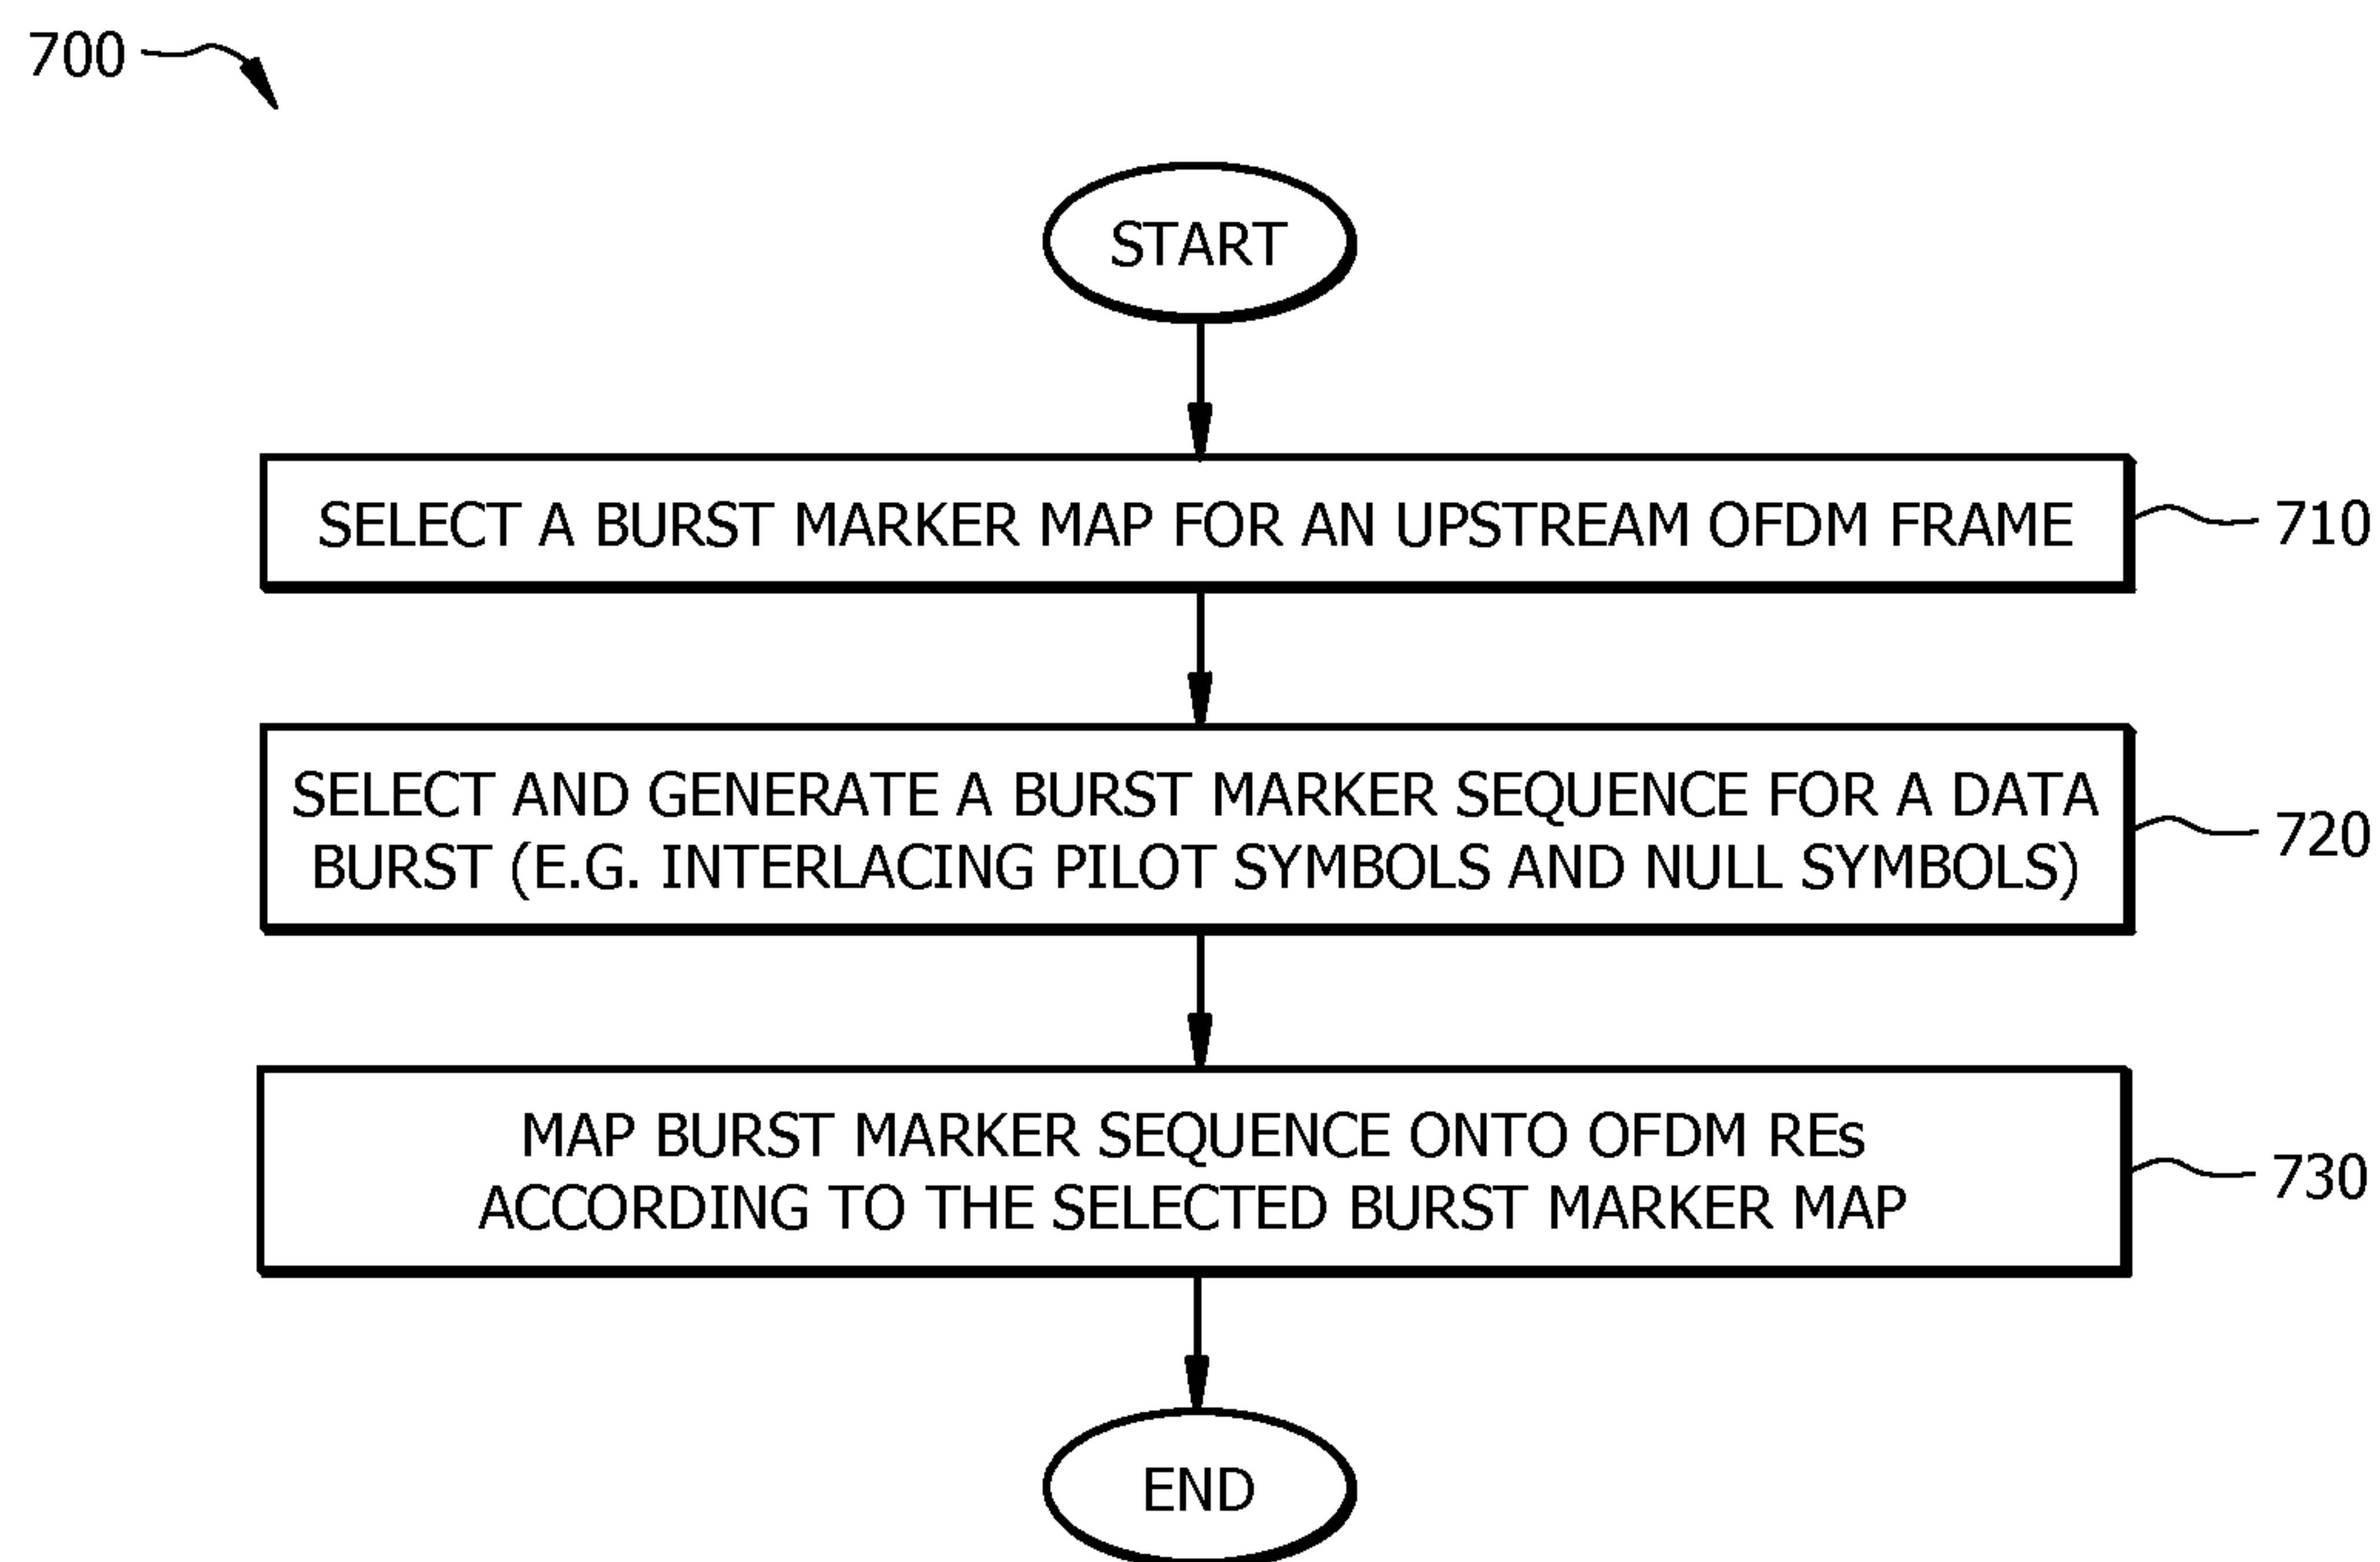 700
START
SELECT A BURST MARKER MAP FOR AN UPSTREAM OFDM FRAME
710
SELECT AND GENERATE A BURST MARKER SEQUENCE FOR A DATA
BURST (E.G. INTERLACING PILOT SYMBOLS AND NULL SYMBOLS)
720
MAP BURST MARKER SEQUENCE ONTO OFDM REs
ACCORDING TO THE SELECTED BURST MARKER MAP
730
END